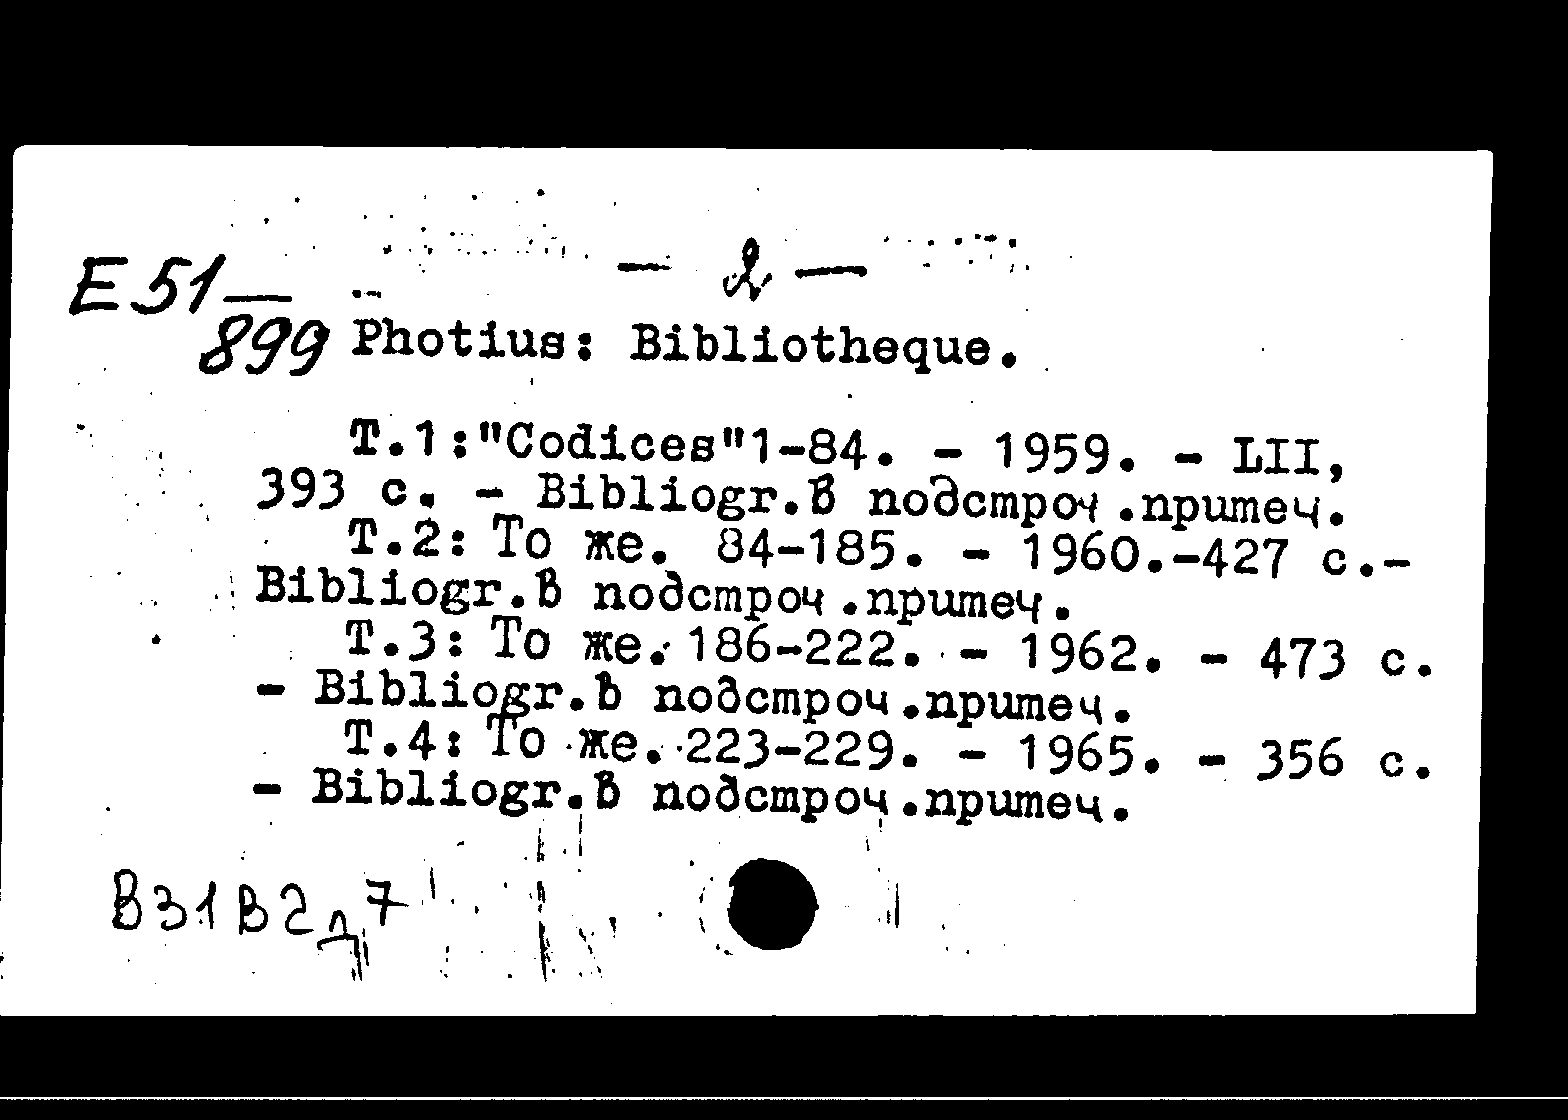 — 2 —
E 51
899
Photius: Bibliotheque.
T.1:"Codices"1-84. - 1959. - LII,
393 с. - Bibliogr.в подстроч.примеч.
T.2: То же. 84-185. - 1960.-427 с.-
Bibliogr.в подстроч.примеч.
T.3: То же. 186-222. - 1962. - 473 с.
- Bibliogr.в подстроч.примеч.
T.4: То же. 223-229. - 1965. - 356 с.
- Bibliogr.в подстроч.примеч.